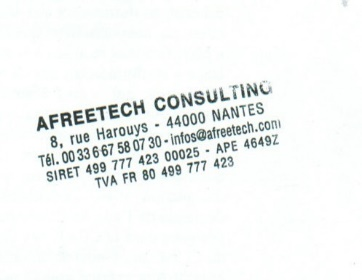 AFREETECH CONSULTING
8, rue Harouys - 44000 NANTES
Tél. 00 33 6 67 58 07 30 - infos@afreetech.com
SIRET 499 777 423 00025 - APE 4649Z
TVA FR 80 499 777 423